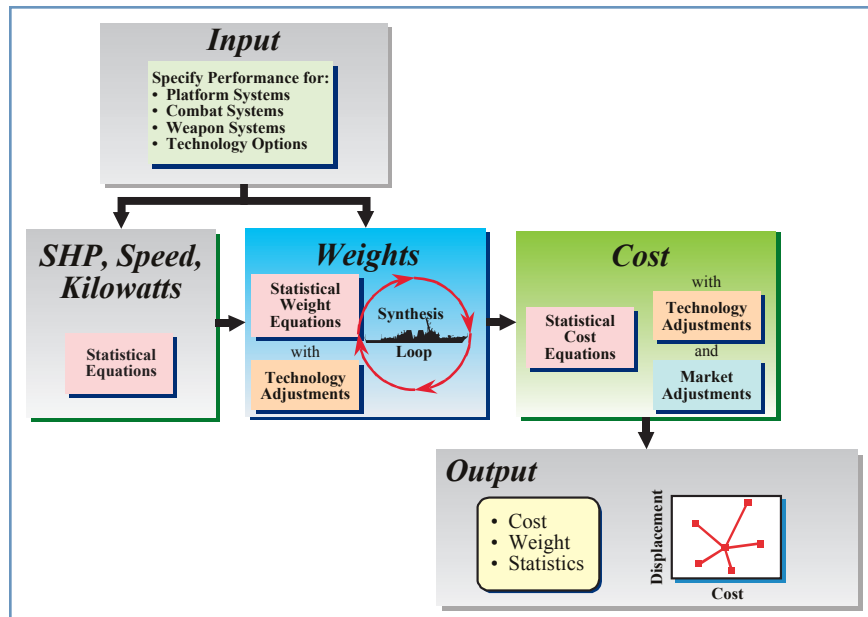 Input
Specify Performance for:
• Platform Systems
• Combat Systems
• Weapon Systems
• Technology Options
SHP, Speed,
Kilowatts
Statistical
Equations
Weights
Statistical
Weight
Equations
with
Technology
Adjustments
Synthesis
Loop
Cost
Statistical
Cost
Equations
with
Technology
Adjustments
and
Market
Adjustments
Output
• Cost
• Weight
• Statistics
Displacement
Cost